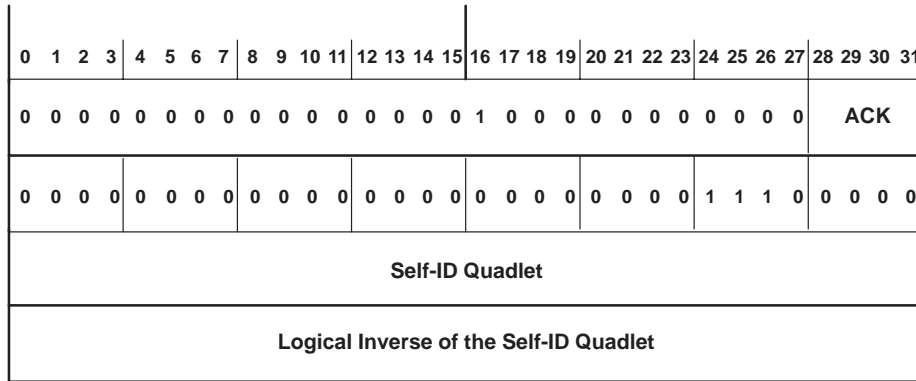 0 1 2 3 4 5 6 7 8 9 10 11 12 13 14 15 16 17 18 19 20 21 22 23 24 25 26 27 28 29 30 31
0 0 0 0 0 0 0 0 0 0 0 0 0 0 0 0 1 0 0 0 0 0 0 0 0 0 0 0 ACK
0 0 0 0 0 0 0 0 0 0 0 0 0 0 0 0 0 0 0 0 0 0 0 0 1 1 1 0 0 0 0 0
Self-ID Quadlet
Logical Inverse of the Self-ID Quadlet